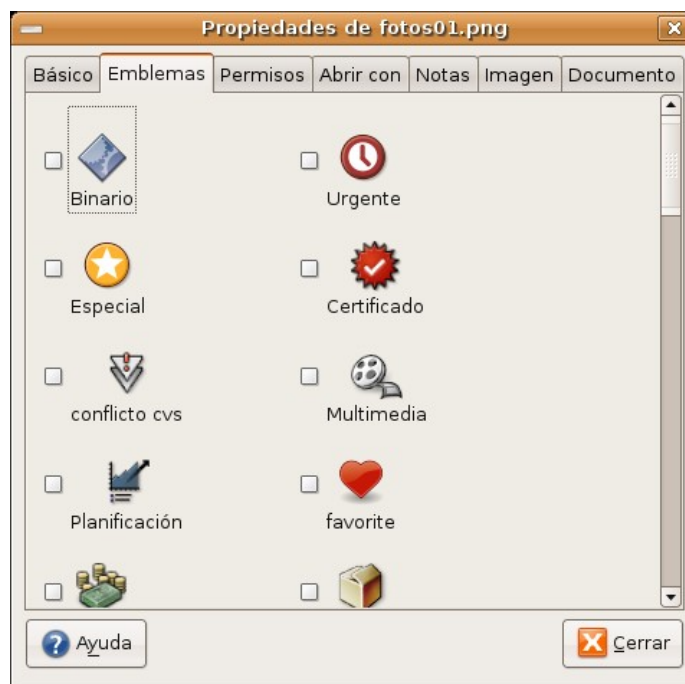 Propiedades de fotos01.png
Básico Emblemas Permisos Abrir con Notas Imagen Documento
Binario Urgente
Especial Certificado
conflicto cvs Multimedia
Planificación favorite
Ayuda Cerrar